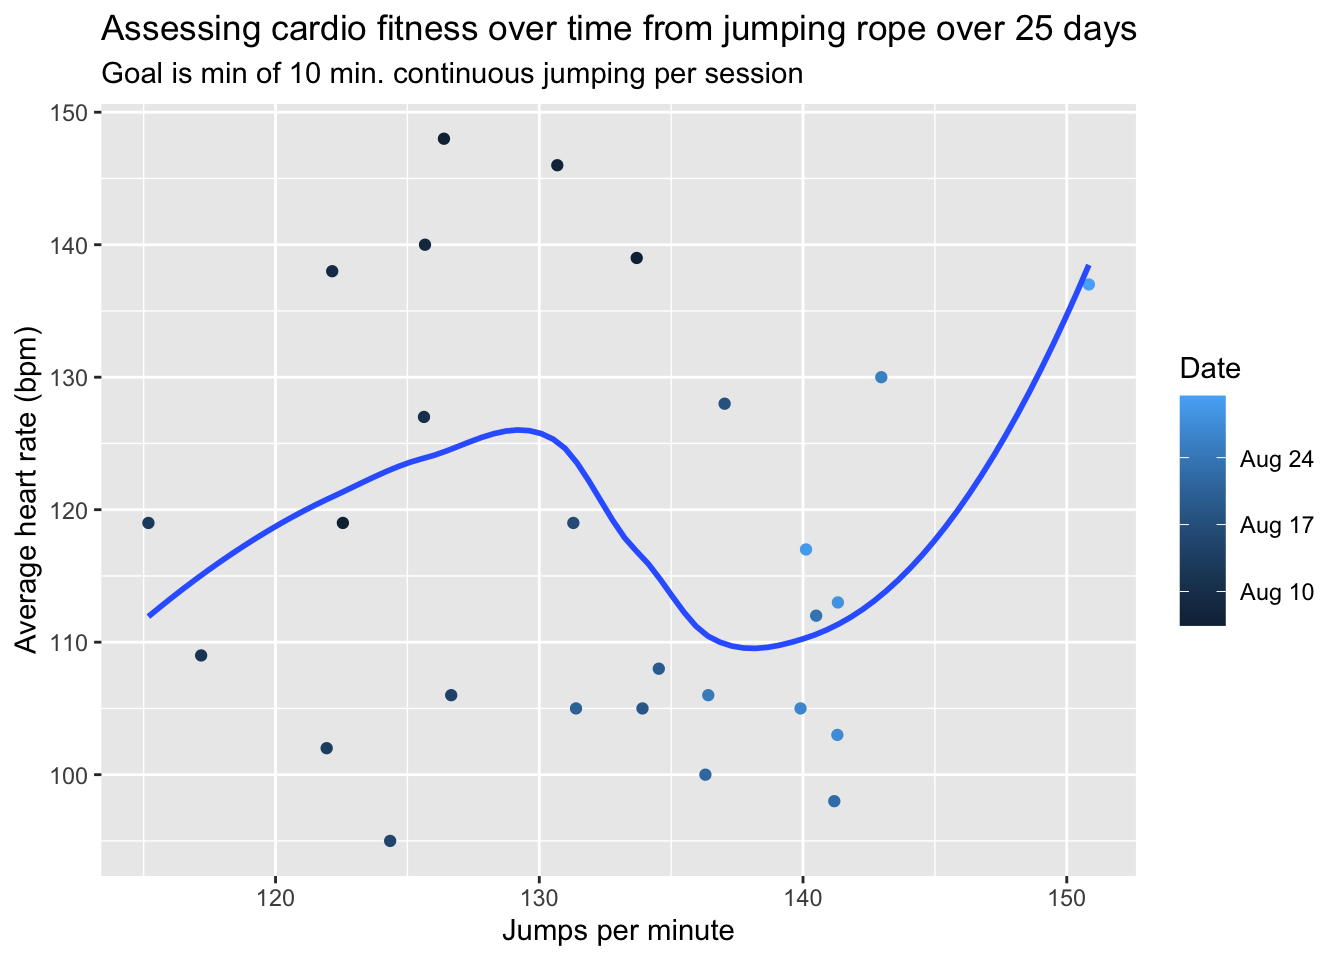 Assessing cardio fitness over time from jumping rope over 25 days
Goal is min of 10 min. continuous jumping per session
150
140
130
120
110
100
Average heart rate (bpm)
120 130 140 150
Jumps per minute
Date
Aug 24
Aug 17
Aug 10